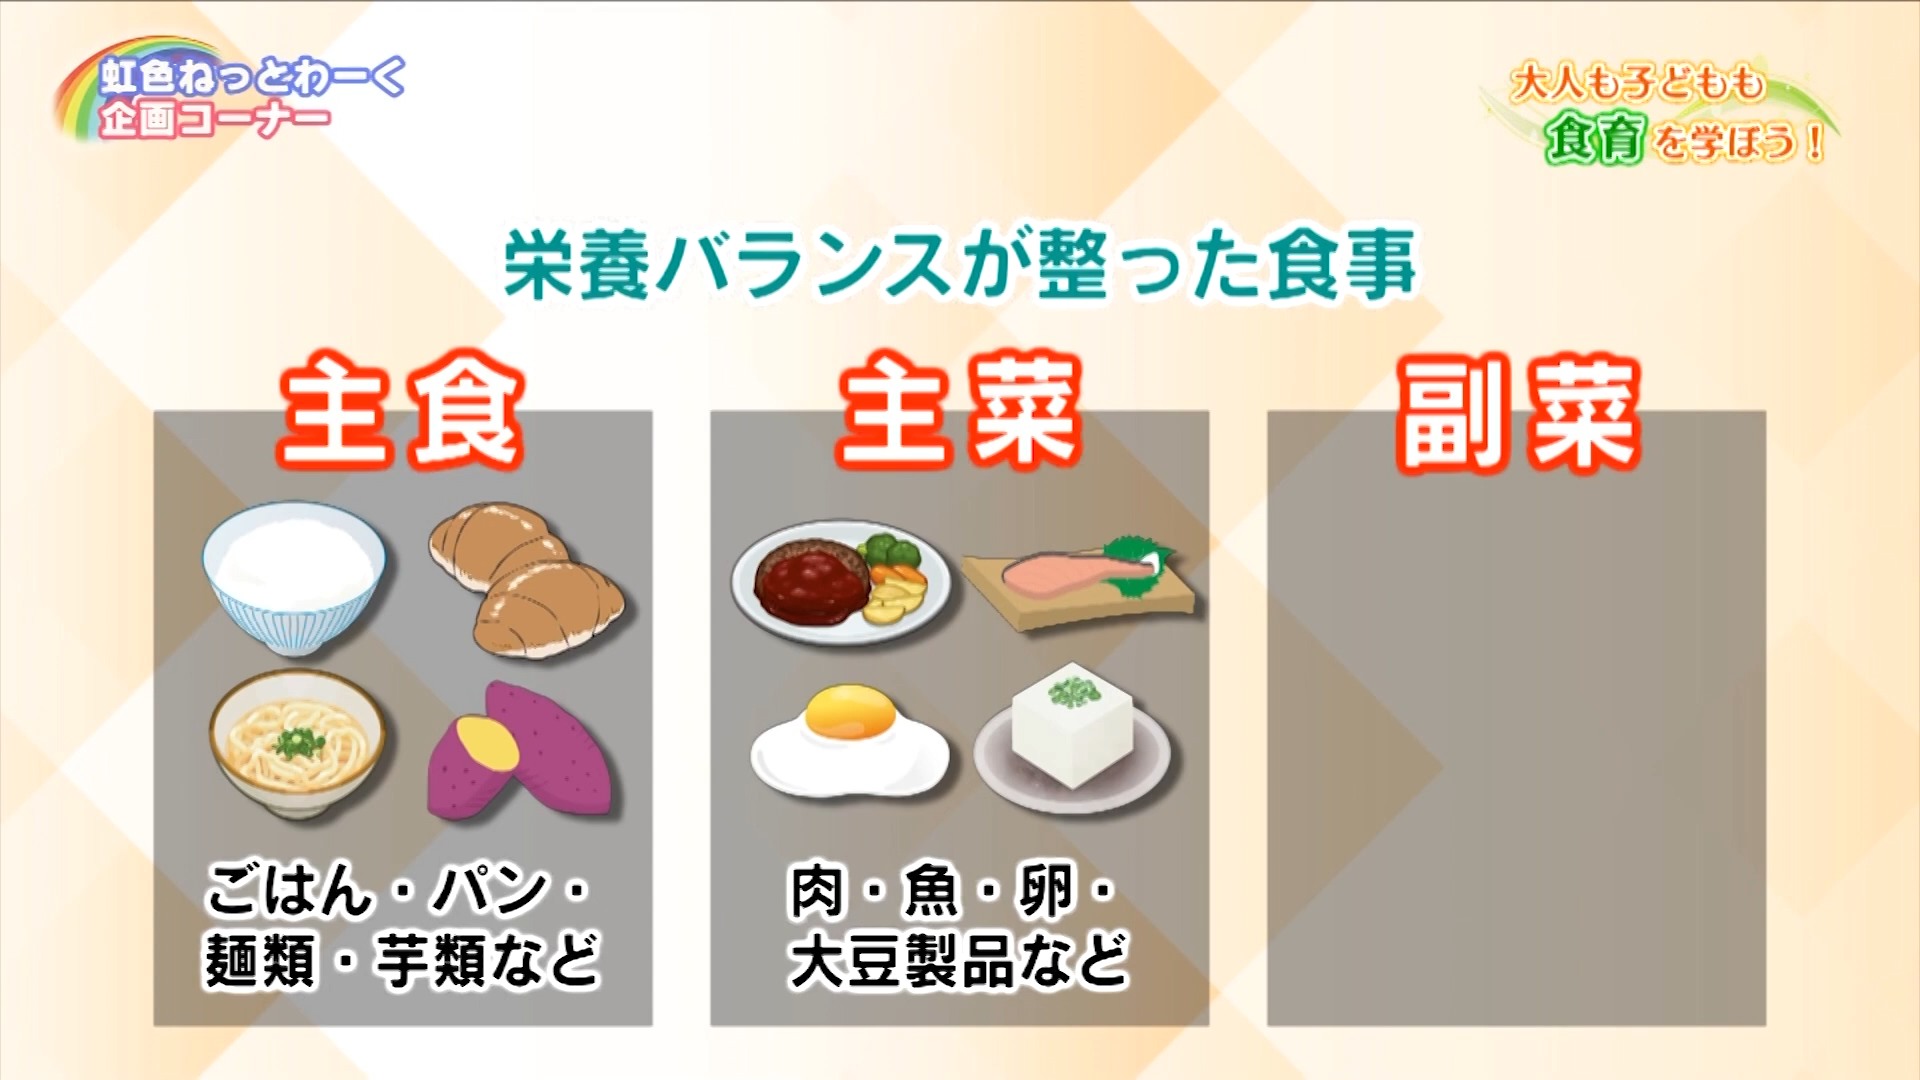 虹色ねっとわーく
企画コーナー
大人も子どもも
食育を学ぼう！
栄養バランスが整った食事
主食
ごはん・パン・
麺類・芋類など
主菜
肉・魚・卵・
大豆製品など
副菜